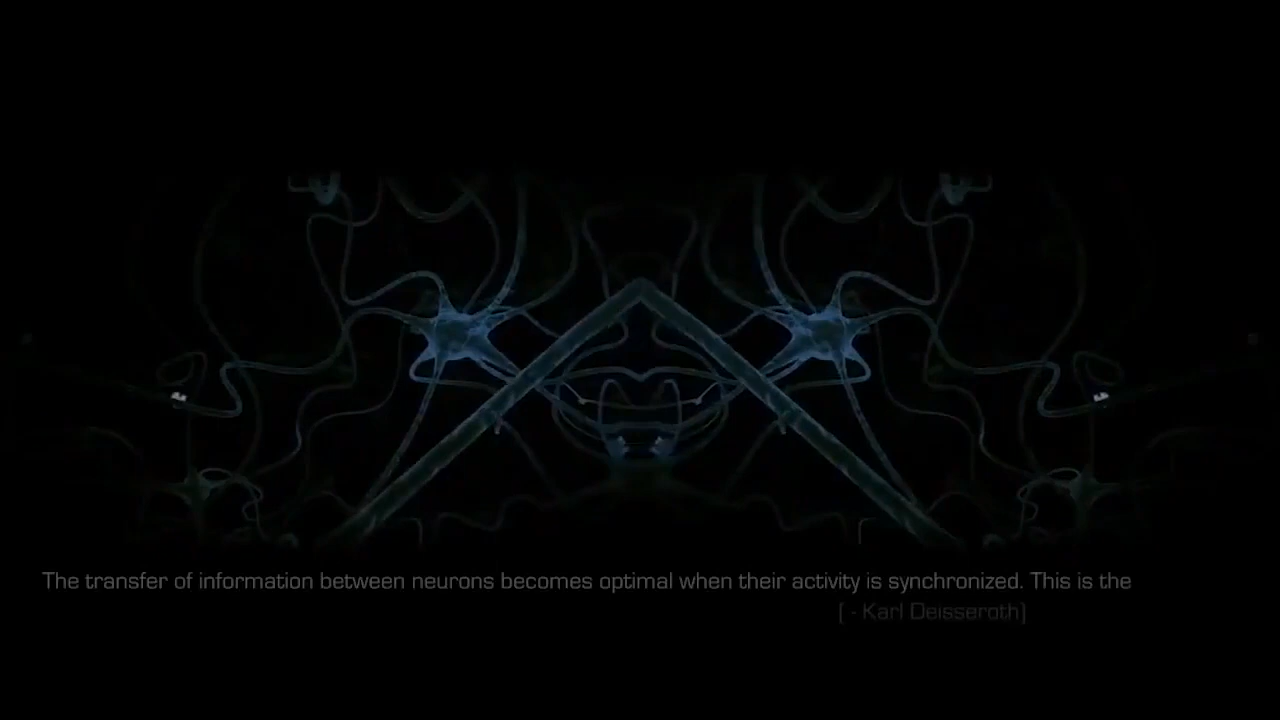 The transfer of information between neurons becomes optimal when their activity is synchronized. This is the
[ - Karl Deisseroth]